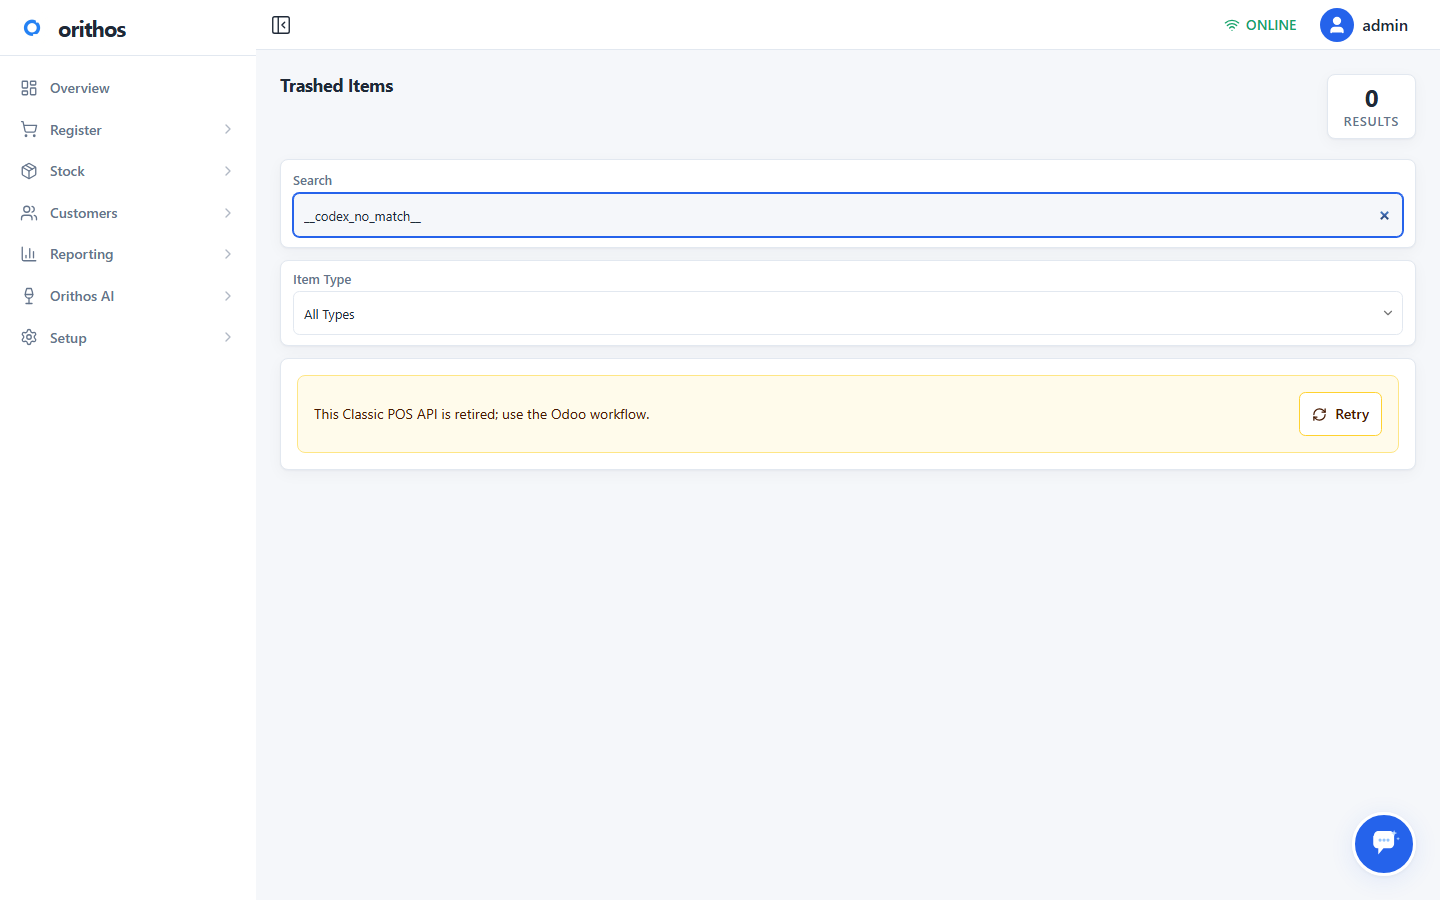 orithos
ONLINE
admin
Overview
Register
Stock
Customers
Reporting
Orithos AI
Setup
Trashed Items
0
RESULTS
Search
__codex_no_match__
Item Type
All Types
This Classic POS API is retired; use the Odoo workflow.
Retry